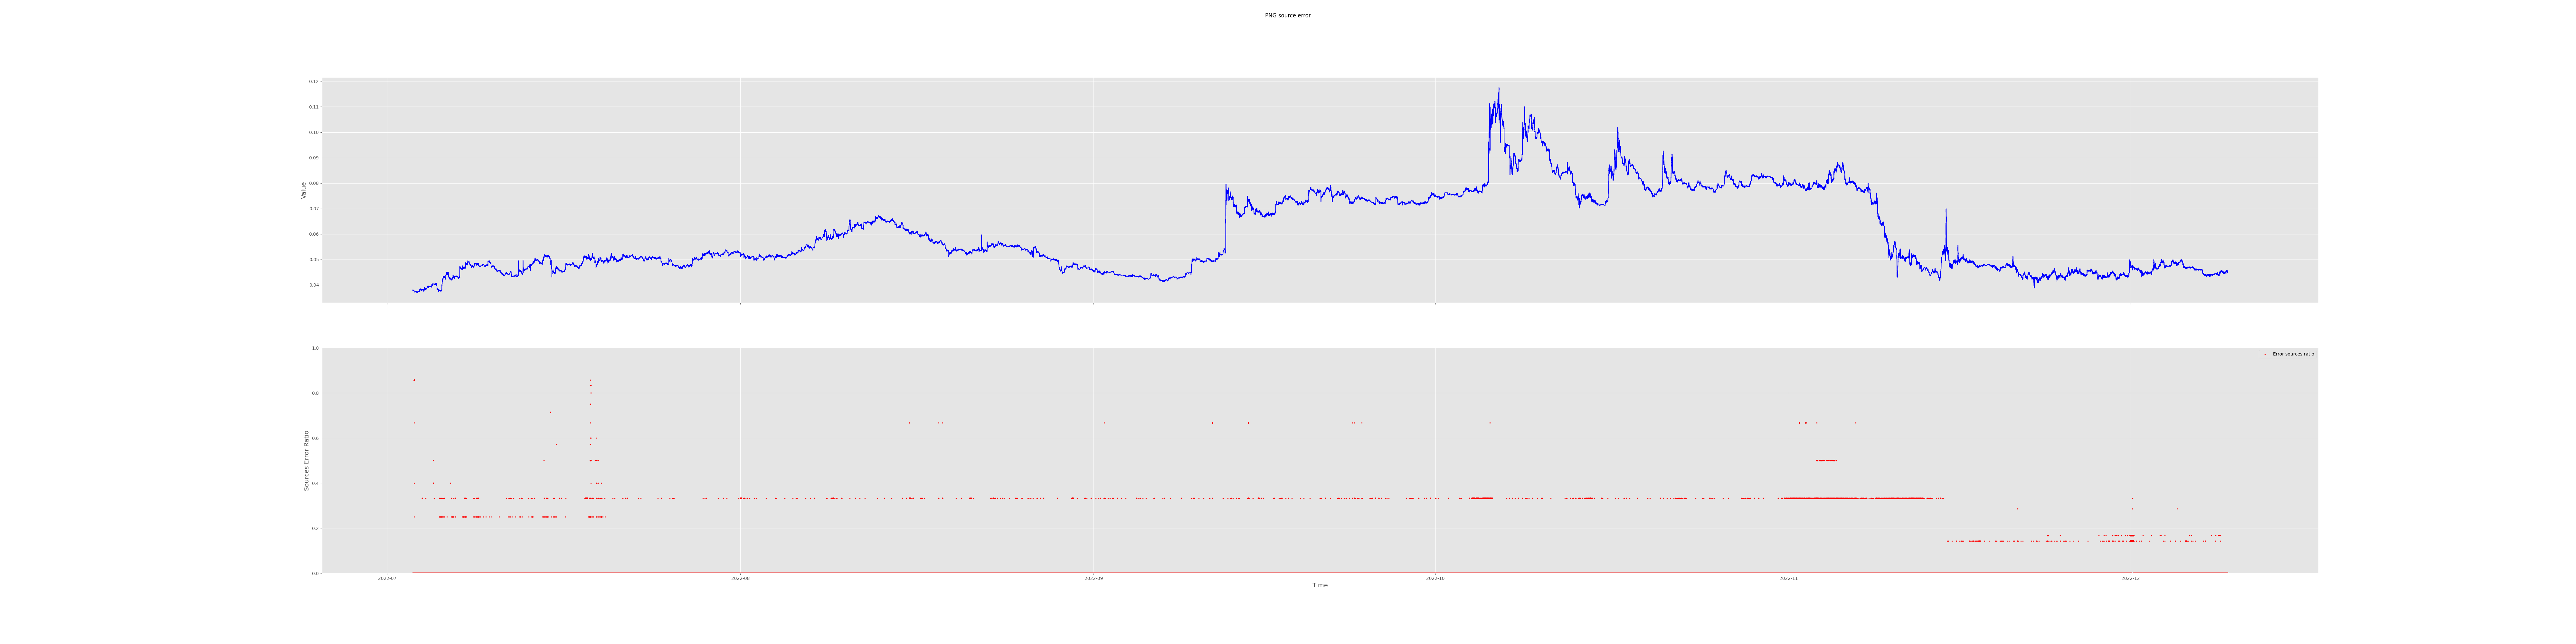 PNG source error
0.12
0.11
0.10
0.09
0.08
0.07
0.06
0.05
0.04
Value
1.0
0.8
0.6
0.4
0.2
0.0
Sources Error Ratio
Error sources ratio
2022-07 2022-08 2022-09 2022-10 2022-11 2022-12
Time